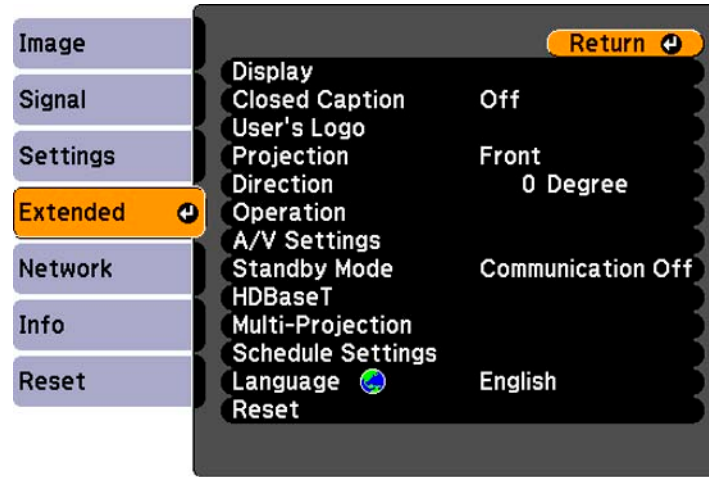 Image
Signal
Settings
Extended
Network
Info
Reset
Return
Display
Closed Caption Off
User's Logo
Projection Front
Direction 0 Degree
Operation
A/V Settings
Standby Mode Communication Off
HDBaseT
Multi-Projection
Schedule Settings
Language English
Reset